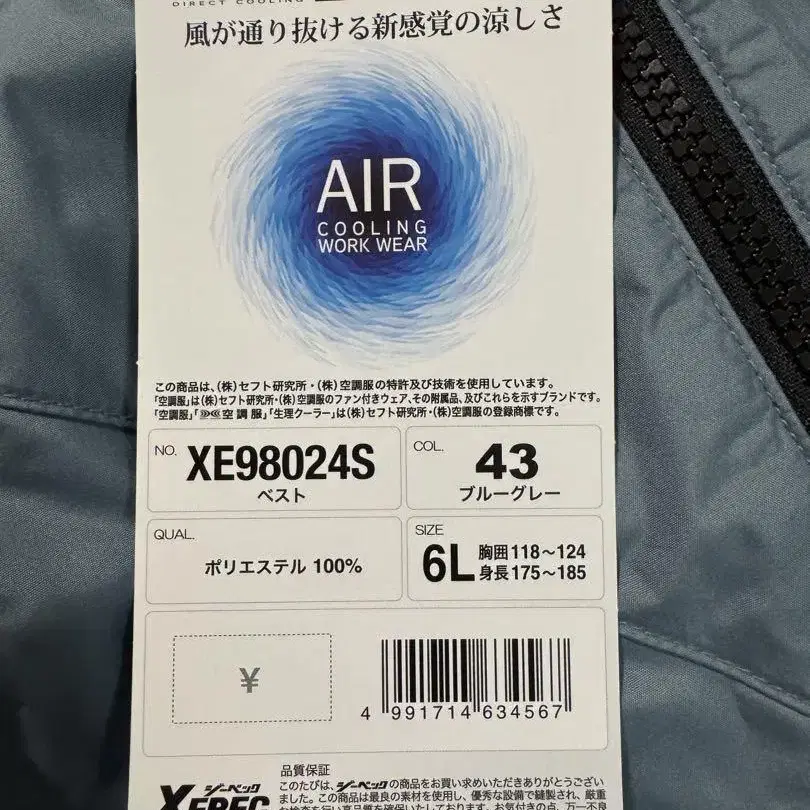 DIRECT COOLING
風が通り抜ける新感覚の涼しさ
AIR
COOLING
WORK WEAR
この商品は、(株)セフト研究所・(株)空調服の特許及び技術を使用しています。
「空調服」は(株)セフト研究所・(株)空調服のファン付きウェア、その附属品、及びこれらを示すブランドです。
「空調服」「空調服」「生理クーラー」は(株)セフト研究所・(株)空調服の登録商標です。
NO. XE98024S
ベスト
COL. 43
ブルーグレー
QUAL.
ポリエステル 100%
SIZE
6L 胸囲118〜124
身長175〜185
¥
4 991714 634567
品質保証
ジーベック
XEBEC
このたびは、ジーベックの商品をお買い求めいただきありがとうござい
ました。この商品は最良の素材を使用し、優秀な設備で縫製され、厳重